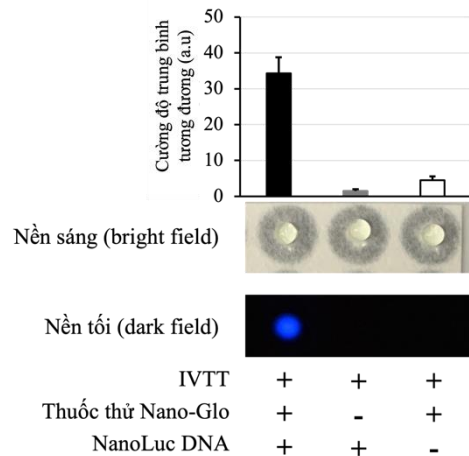 Cường độ trung bình
tương đương (a.u)
50
40
30
20
10
0
Nền sáng (bright field)
Nền tối (dark field)
IVTT + + +
Thuốc thử Nano-Glo + - +
NanoLuc DNA + + -